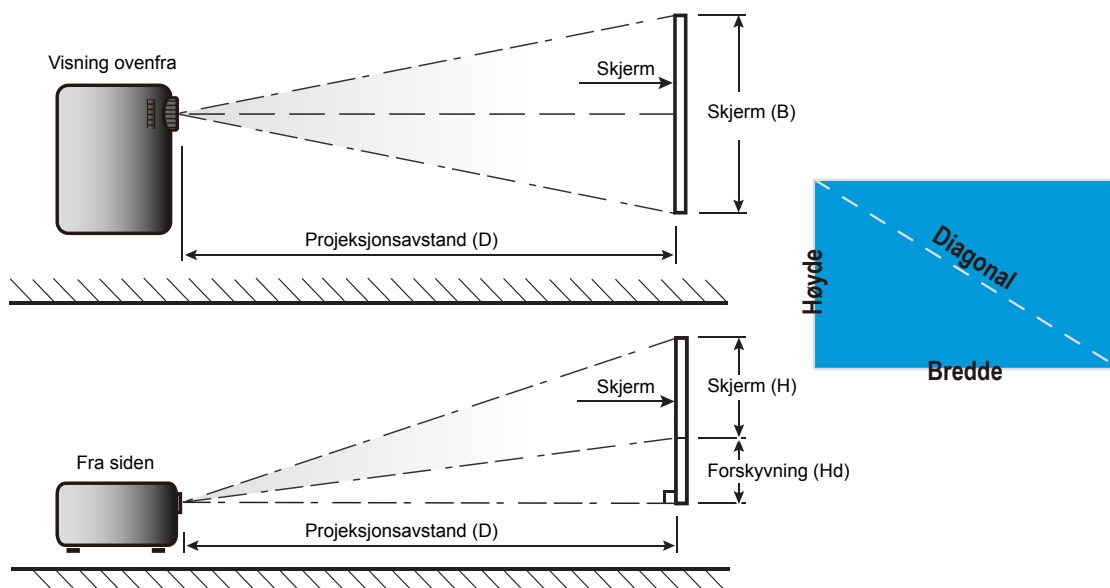 Visning ovenfra
Skjerm
Skjerm (B)
Projeksjonsavstand (D)
Høyde
Diagonal
Bredde
Skjerm
Skjerm (H)
Fra siden
Forskyvning (Hd)
Projeksjonsavstand (D)